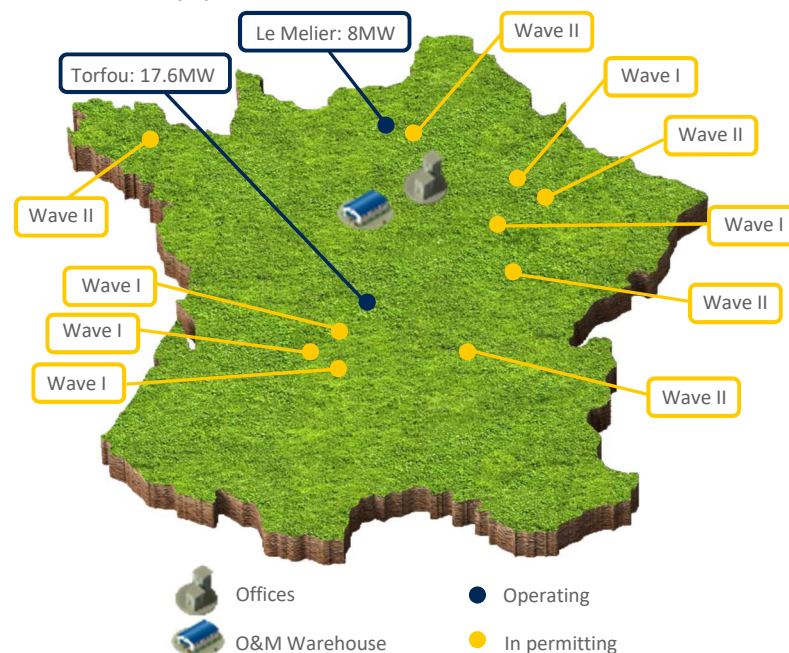 Le Melier: 8MW
Wave II
Torfou: 17.6MW
Wave I
Wave II
Wave II
Wave I
Wave I
Wave II
Wave I
Wave I
Wave II
Offices
Operating
O&M Warehouse
In permitting